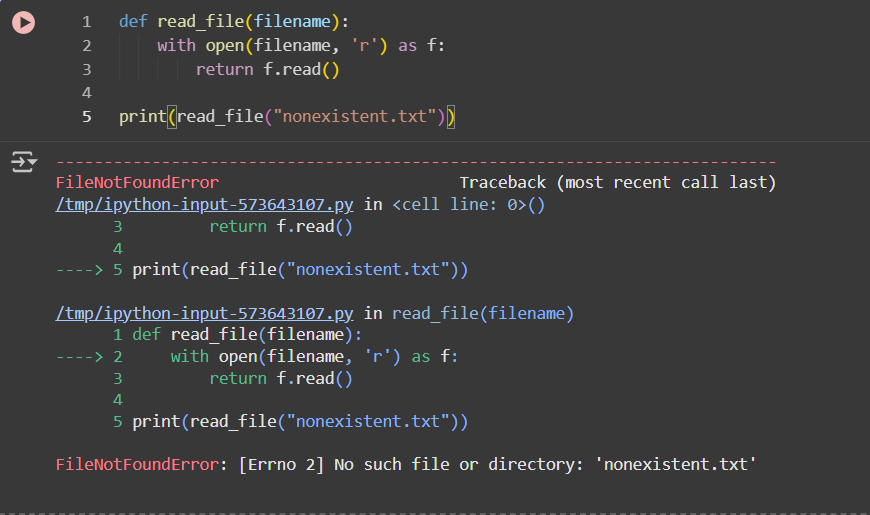 1 def read_file(filename):
2     with open(filename, 'r') as f:
3         return f.read()
4
5 print(read_file("nonexistent.txt"))
---------------------------------------------------------------------------
FileNotFoundError                         Traceback (most recent call last)
/tmp/ipython-input-573643107.py in <cell line: 0>()
      3         return f.read()
      4
----> 5 print(read_file("nonexistent.txt"))

/tmp/ipython-input-573643107.py in read_file(filename)
      1 def read_file(filename):
----> 2     with open(filename, 'r') as f:
      3         return f.read()
      4
      5 print(read_file("nonexistent.txt"))

FileNotFoundError: [Errno 2] No such file or directory: 'nonexistent.txt'